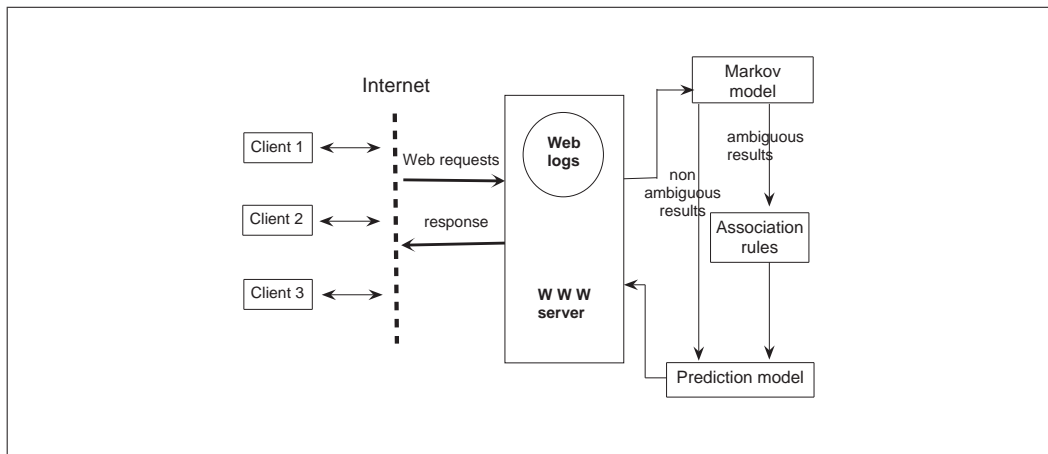 Internet
Client 1
Client 2
Client 3
Web requests
response
Web
logs
W W W
server
Markov
model
ambiguous
results
non
ambiguous
results
Association
rules
Prediction model